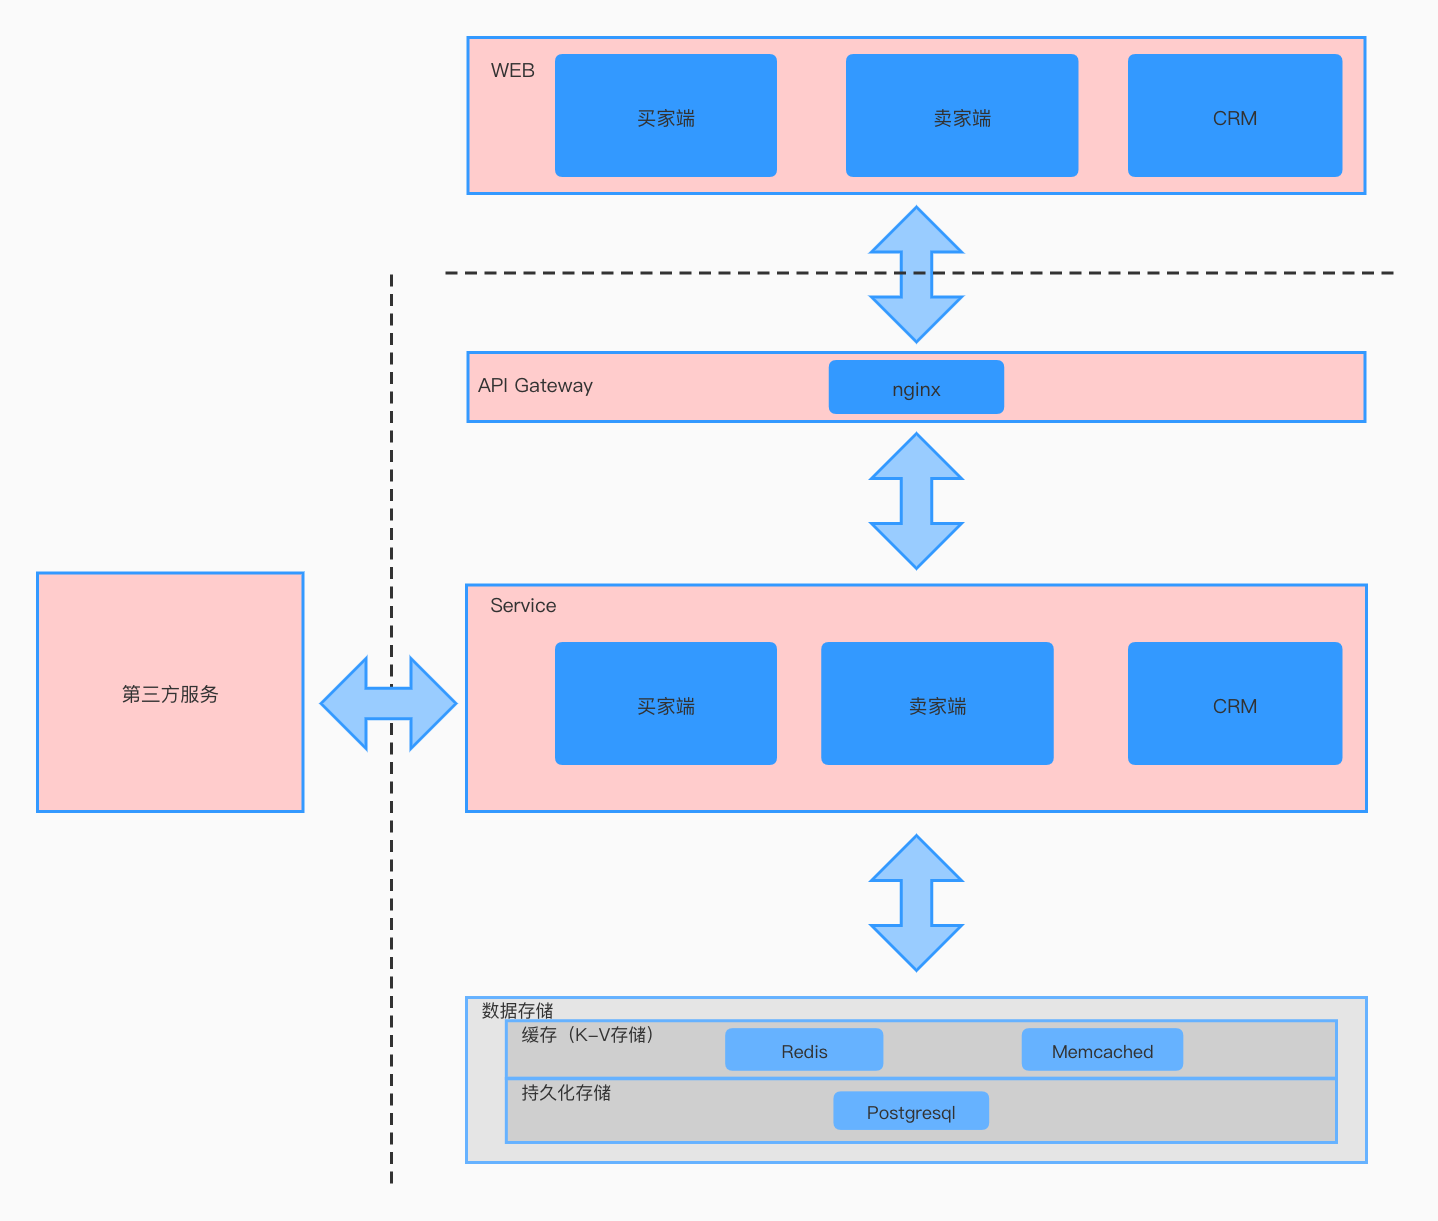 WEB
买家端
卖家端
CRM
API Gateway
nginx
Service
买家端
卖家端
CRM
第三方服务
数据存储
缓存（K-V存储）
Redis
Memcached
持久化存储
Postgresql